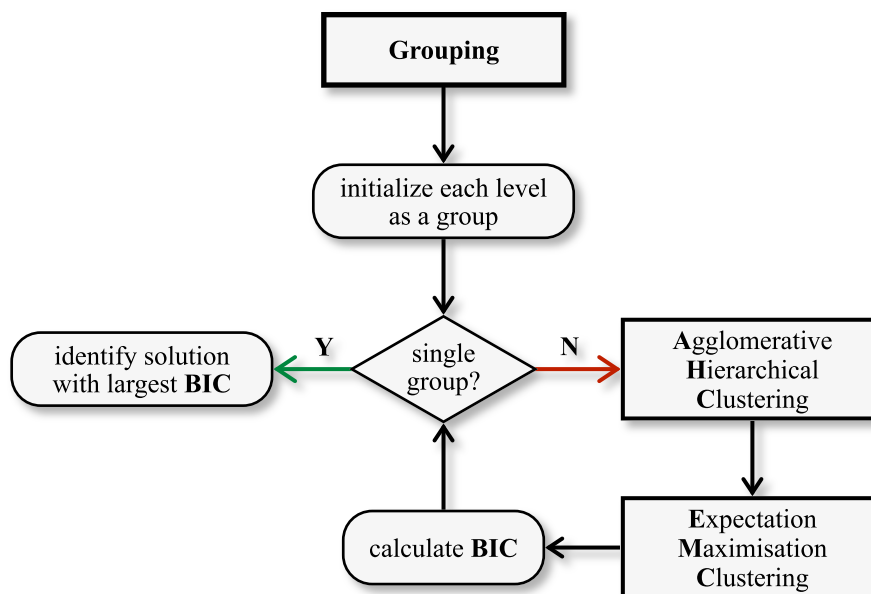 Grouping
initialize each level
as a group
Y
N
identify solution
with largest BIC
single
group?
Agglomerative
Hierarchical
Clustering
calculate BIC
Expectation
Maximisation
Clustering